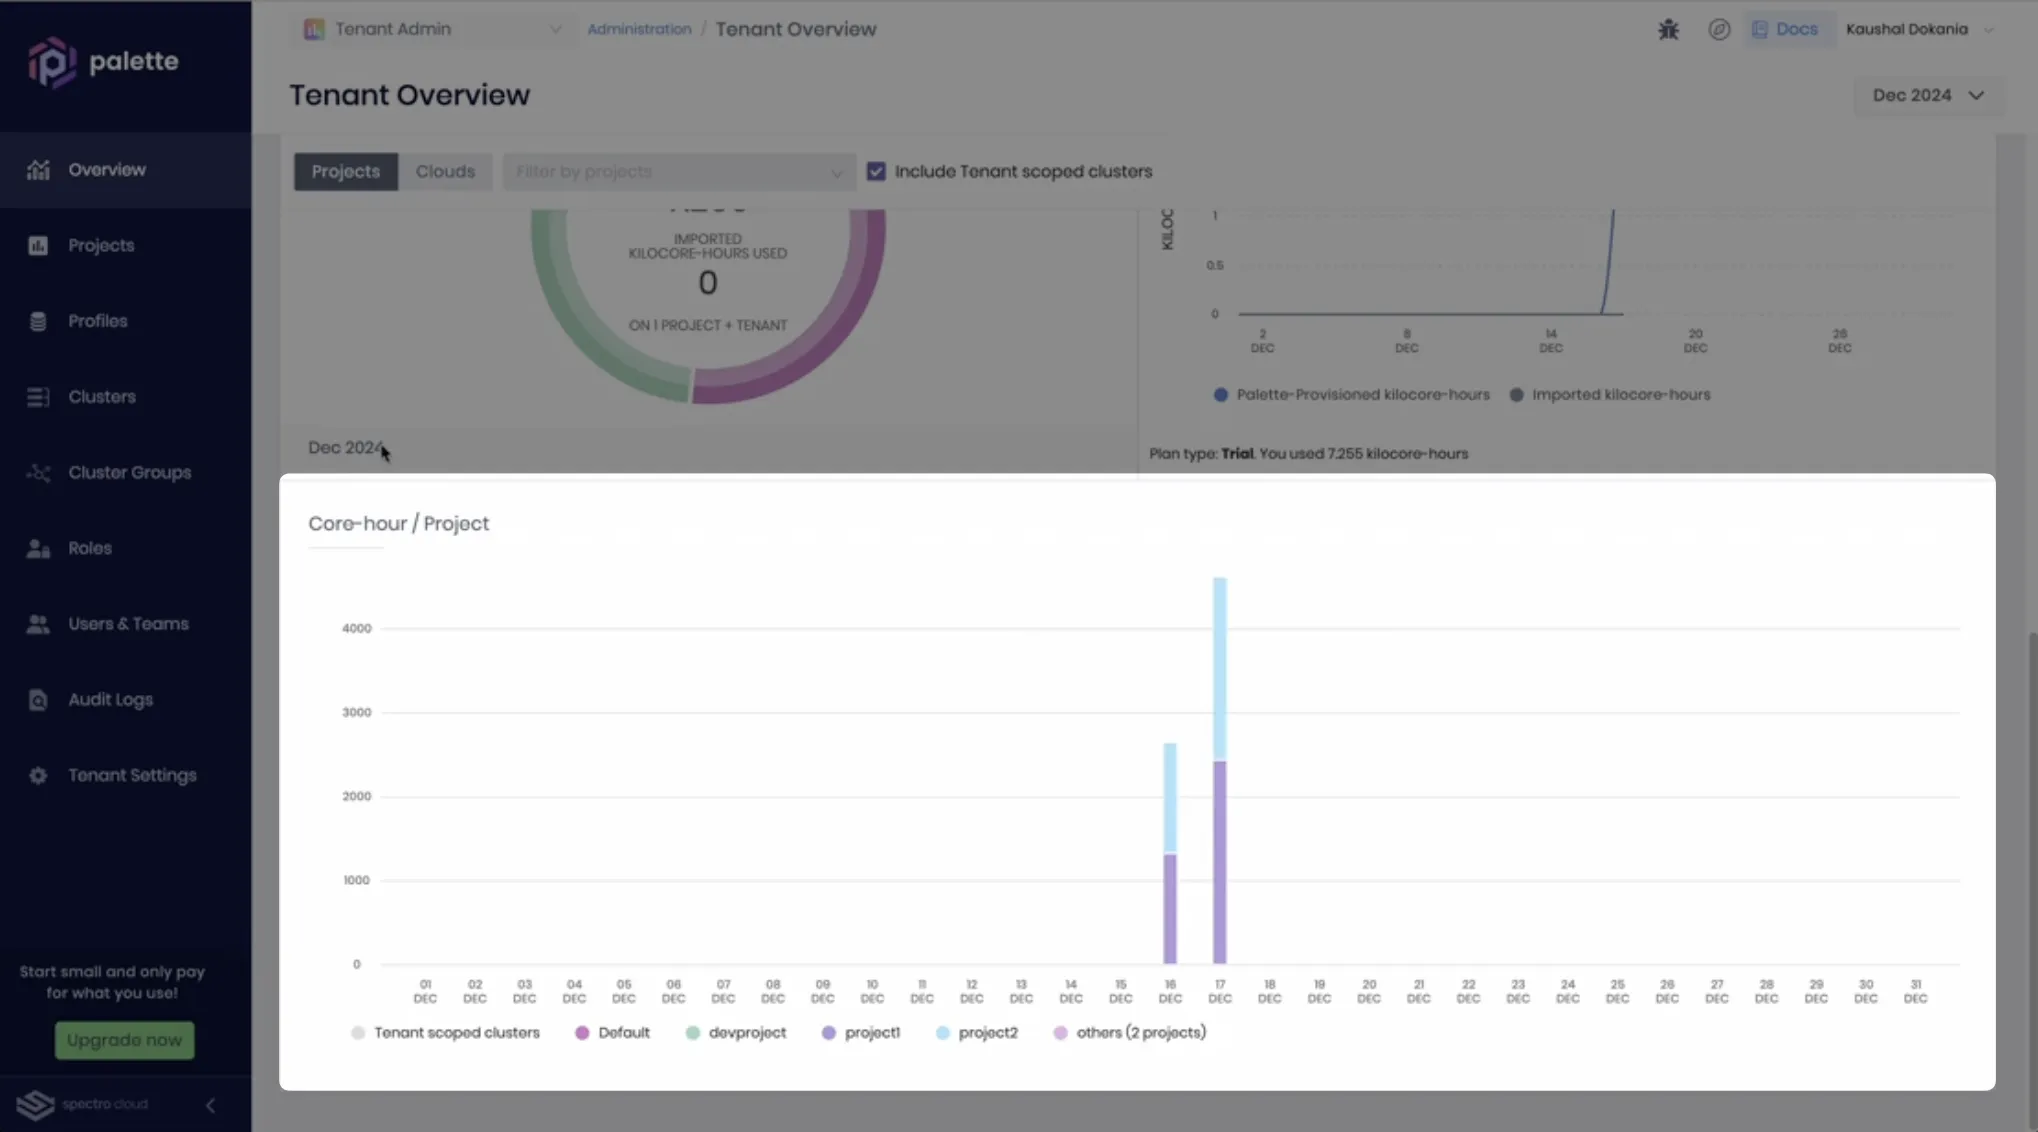 palette
Tenant Admin
Administration / Tenant Overview
Docs
Kaushal Dokania
Tenant Overview
Dec 2024
Overview
Projects
Profiles
Clusters
Cluster Groups
Roles
Users & Teams
Audit Logs
Tenant Settings
Start small and only pay
for what you use!
Upgrade now
spectro cloud
Projects
Clouds
Filter by projects
Include Tenant scoped clusters
IMPORTED
KILOCORE-HOURS USED
0
ON 1 PROJECT + TENANT
Dec 2024
KILOC
1
0.5
0
2 DEC
8 DEC
14 DEC
20 DEC
26 DEC
Palette-Provisioned kilocore-hours
Imported kilocore-hours
Plan type: Trial. You used 7.255 kilocore-hours
Core-hour / Project
4000
3000
2000
1000
0
01 DEC
02 DEC
03 DEC
04 DEC
05 DEC
06 DEC
07 DEC
08 DEC
09 DEC
10 DEC
11 DEC
12 DEC
13 DEC
14 DEC
15 DEC
16 DEC
17 DEC
18 DEC
19 DEC
20 DEC
21 DEC
22 DEC
23 DEC
24 DEC
25 DEC
26 DEC
27 DEC
28 DEC
29 DEC
30 DEC
31 DEC
Tenant scoped clusters
Default
devproject
project1
project2
others (2 projects)